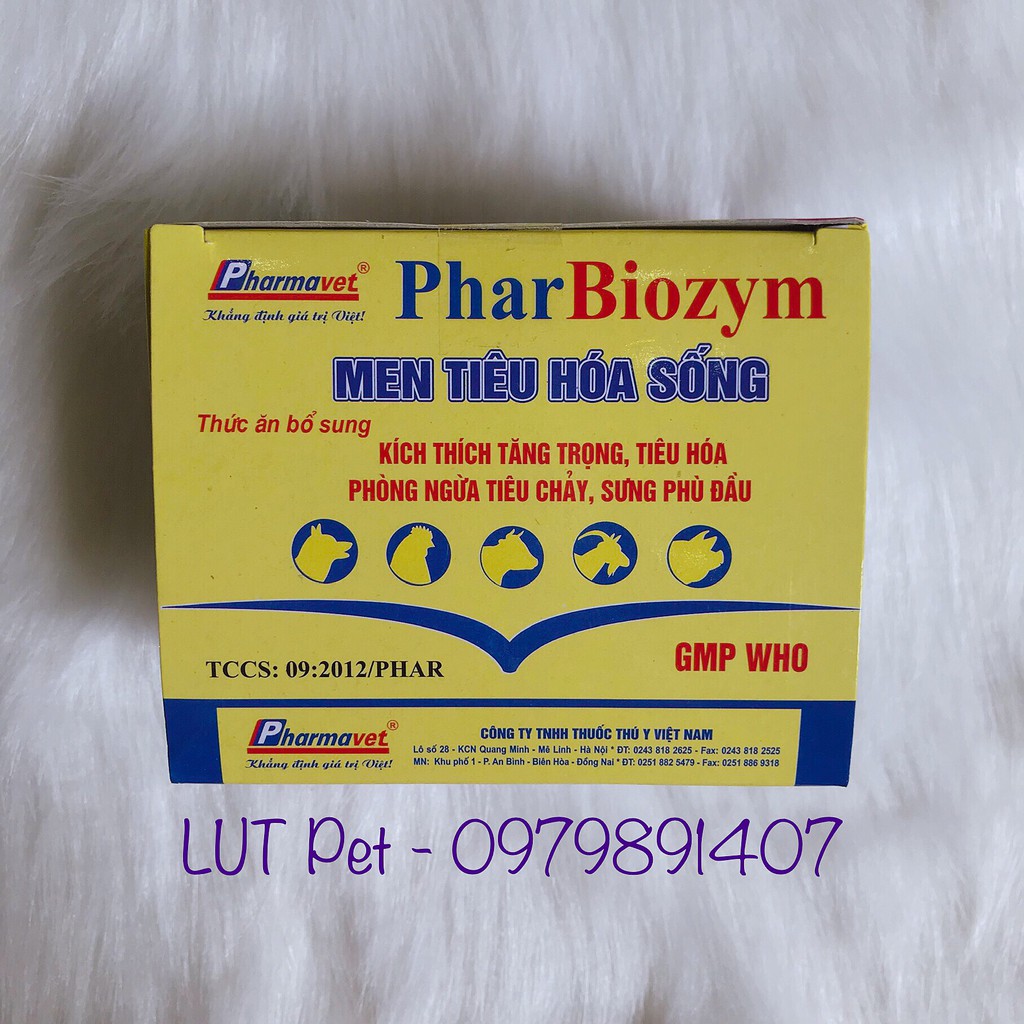 Pharmavet®
Khẳng định giá trị Việt!
PharBiozym
MEN TIÊU HÓA SỐNG
Thức ăn bổ sung
KÍCH THÍCH TĂNG TRỌNG, TIÊU HÓA
PHÒNG NGỪA TIÊU CHẢY, SƯNG PHÙ ĐẦU
TCCS: 09:2012/PHAR
GMP WHO
Pharmavet®
Khẳng định giá trị Việt!
CÔNG TY TNHH THUỐC THÚ Y VIỆT NAM
Lô số 28 - KCN Quang Minh - Mê Linh - Hà Nội * ĐT: 0243 818 2625 - Fax: 0243 818 2525
MN: Khu phố 1 - P. An Bình - Biên Hòa - Đồng Nai * ĐT: 0251 882 5479 - Fax: 0251 886 9318
LUT Pet - 0979891407